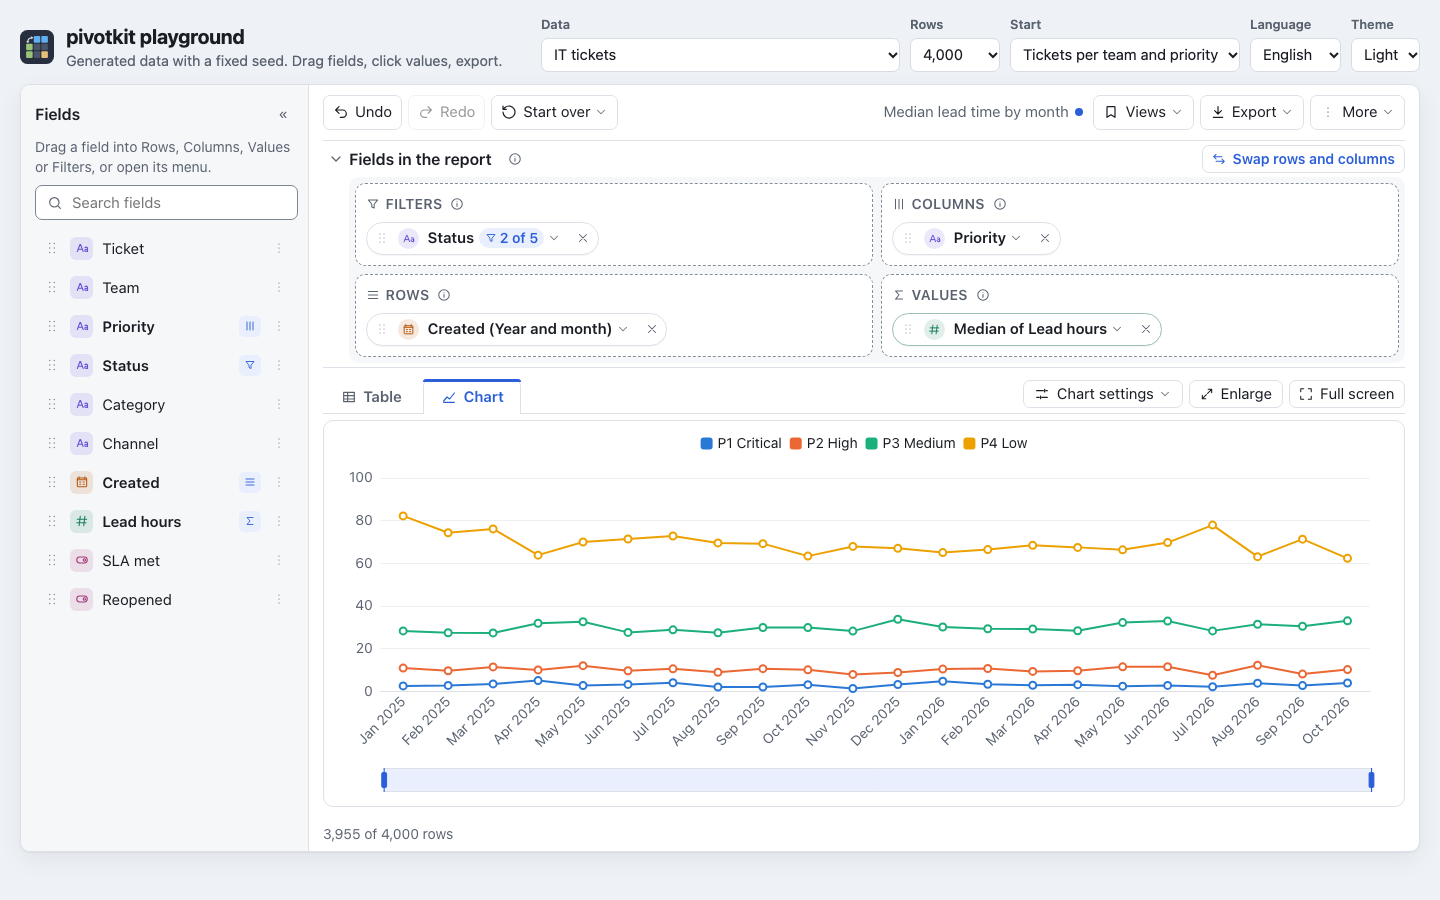 pivotkit playground
Generated data with a fixed seed. Drag fields, click values, export.
Data
IT tickets
Rows
4,000
Start
Tickets per team and priority
Language
English
Theme
Light
Fields
«
Drag a field into Rows, Columns, Values
or Filters, or open its menu.
Search fields
Aa Ticket
Aa Team
Aa Priority
Aa Status
Aa Category
Aa Channel
Created
# Lead hours Σ
SLA met
Reopened
Undo
Redo
Start over
Median lead time by month
Views
Export
More
Fields in the report
Swap rows and columns
FILTERS
Aa Status 2 of 5
COLUMNS
Aa Priority
ROWS
Created (Year and month)
Σ VALUES
# Median of Lead hours
Table
Chart
Chart settings
Enlarge
Full screen
P1 Critical P2 High P3 Medium P4 Low
100
80
60
40
20
0
Jan 2025
Feb 2025
Mar 2025
Apr 2025
May 2025
Jun 2025
Jul 2025
Aug 2025
Sep 2025
Oct 2025
Nov 2025
Dec 2025
Jan 2026
Feb 2026
Mar 2026
Apr 2026
May 2026
Jun 2026
Jul 2026
Aug 2026
Sep 2026
Oct 2026
3,955 of 4,000 rows